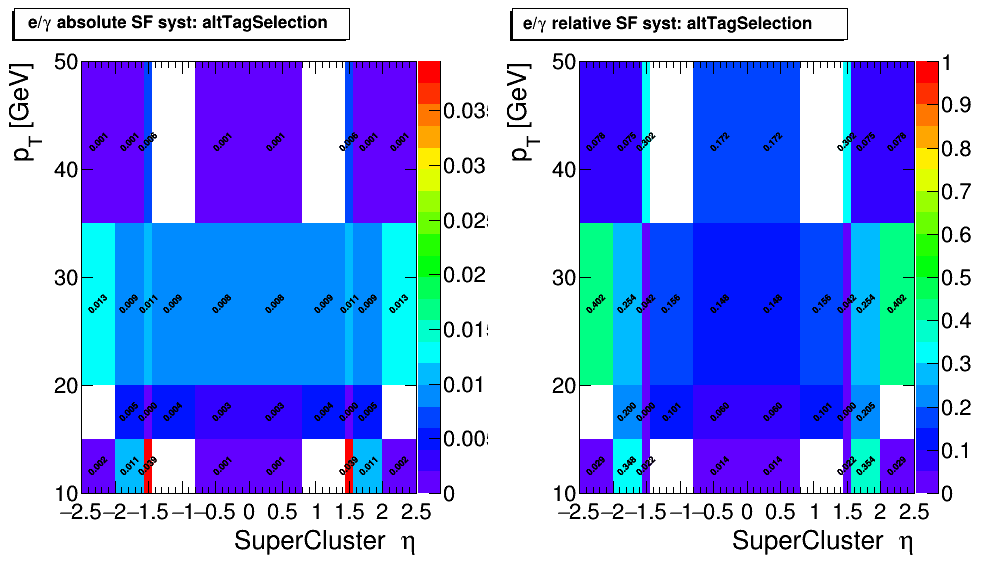 e/γ absolute SF syst: altTagSelection
p_T [GeV]
50
40
30
20
10
0.001 0.001 0.006 0.001 0.001 0.006 0.001 0.001
0.013 0.009 0.011 0.009 0.008 0.008 0.009 0.011 0.009 0.013
0.005 0.000 0.004 0.003 0.003 0.004 0.000 0.005
0.002 0.011 0.039 0.001 0.001 0.039 0.011 0.002
−2.5 −2 −1.5 −1 −0.5 0 0.5 1 1.5 2 2.5
SuperCluster η
0.035
0.03
0.025
0.02
0.015
0.01
0.005
0
e/γ relative SF syst: altTagSelection
p_T [GeV]
50
40
30
20
10
0.073 0.302 0.172 0.172 0.302 0.075
0.402 0.254 0.042 0.156 0.148 0.148 0.156 0.042 0.254 0.402
0.200 0.000 0.101 0.060 0.060 0.101 0.000 0.205
0.029 0.348 0.022 0.014 0.014 0.022 0.354 0.029
−2.5 −2 −1.5 −1 −0.5 0 0.5 1 1.5 2 2.5
SuperCluster η
1
0.9
0.8
0.7
0.6
0.5
0.4
0.3
0.2
0.1
0